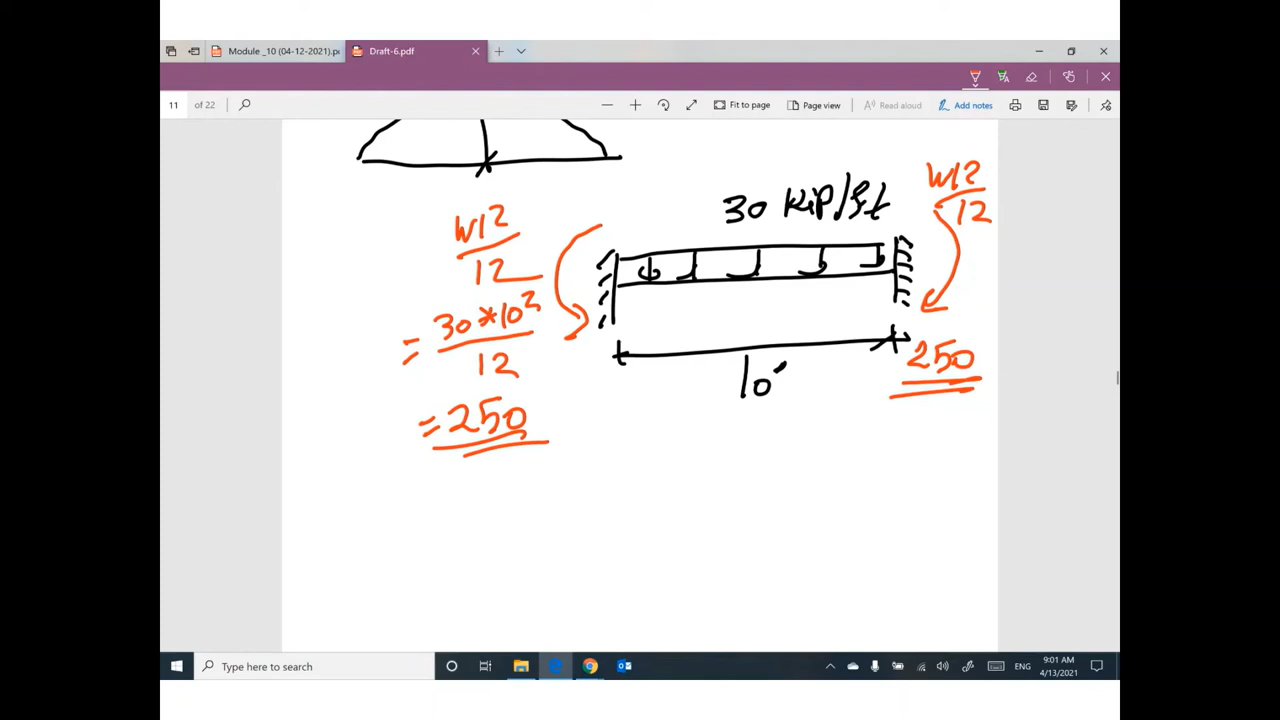 Module _10 (04-12-2021).p
Draft-6.pdf
11 of 22
Fit to page
Page view
Read aloud
Add notes
30 Kip/ft
wl²
12
wl²
12
= 30*10²
12
= 250
250
10'
Type here to search
ENG
9:01 AM
4/13/2021